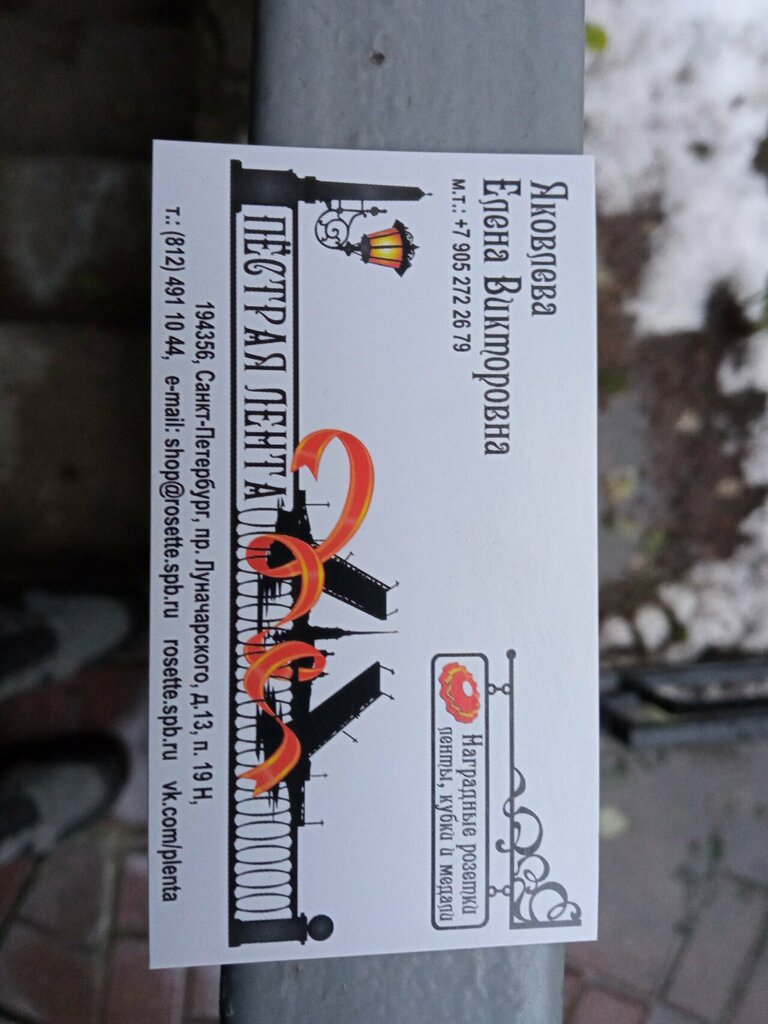 Яковлева
Елена Викторовна
м.т.: +7 905 272 26 79
Наградные розетки
ленты, кубки и медали
ПЁСТРАЯ ЛЕНТА
194356, Санкт-Петербург, пр. Луначарского, д.13, п. 19 Н,
т.: (812) 491 10 44, e-mail: shop@rosette.spb.ru rosette.spb.ru vk.com/plenta